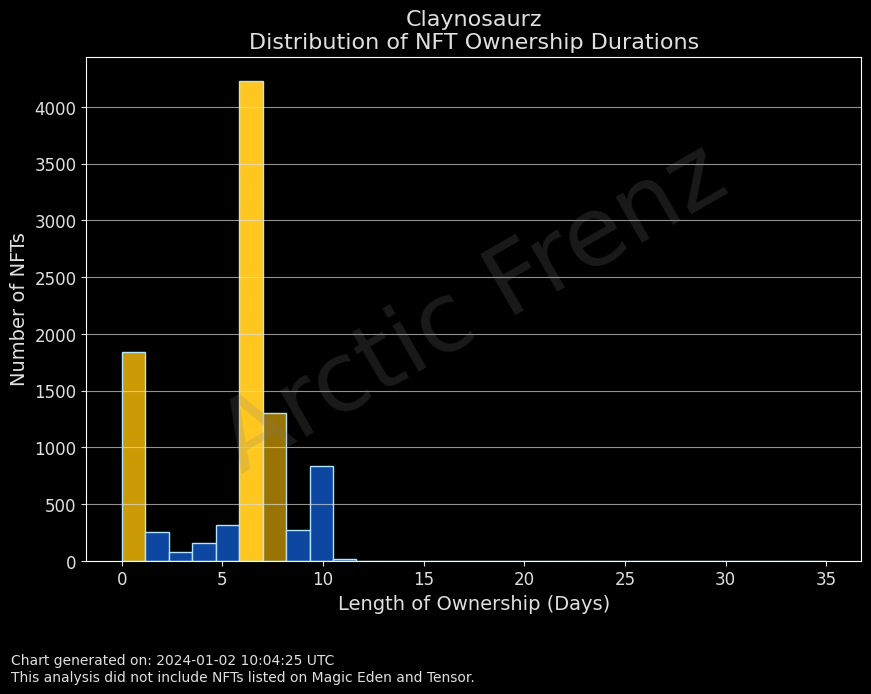 Claynosaurz
Distribution of NFT Ownership Durations
Number of NFTs
4000
3500
3000
2500
2000
1500
1000
500
0
Arctic Frenz
0 5 10 15 20 25 30 35
Length of Ownership (Days)
Chart generated on: 2024-01-02 10:04:25 UTC
This analysis did not include NFTs listed on Magic Eden and Tensor.